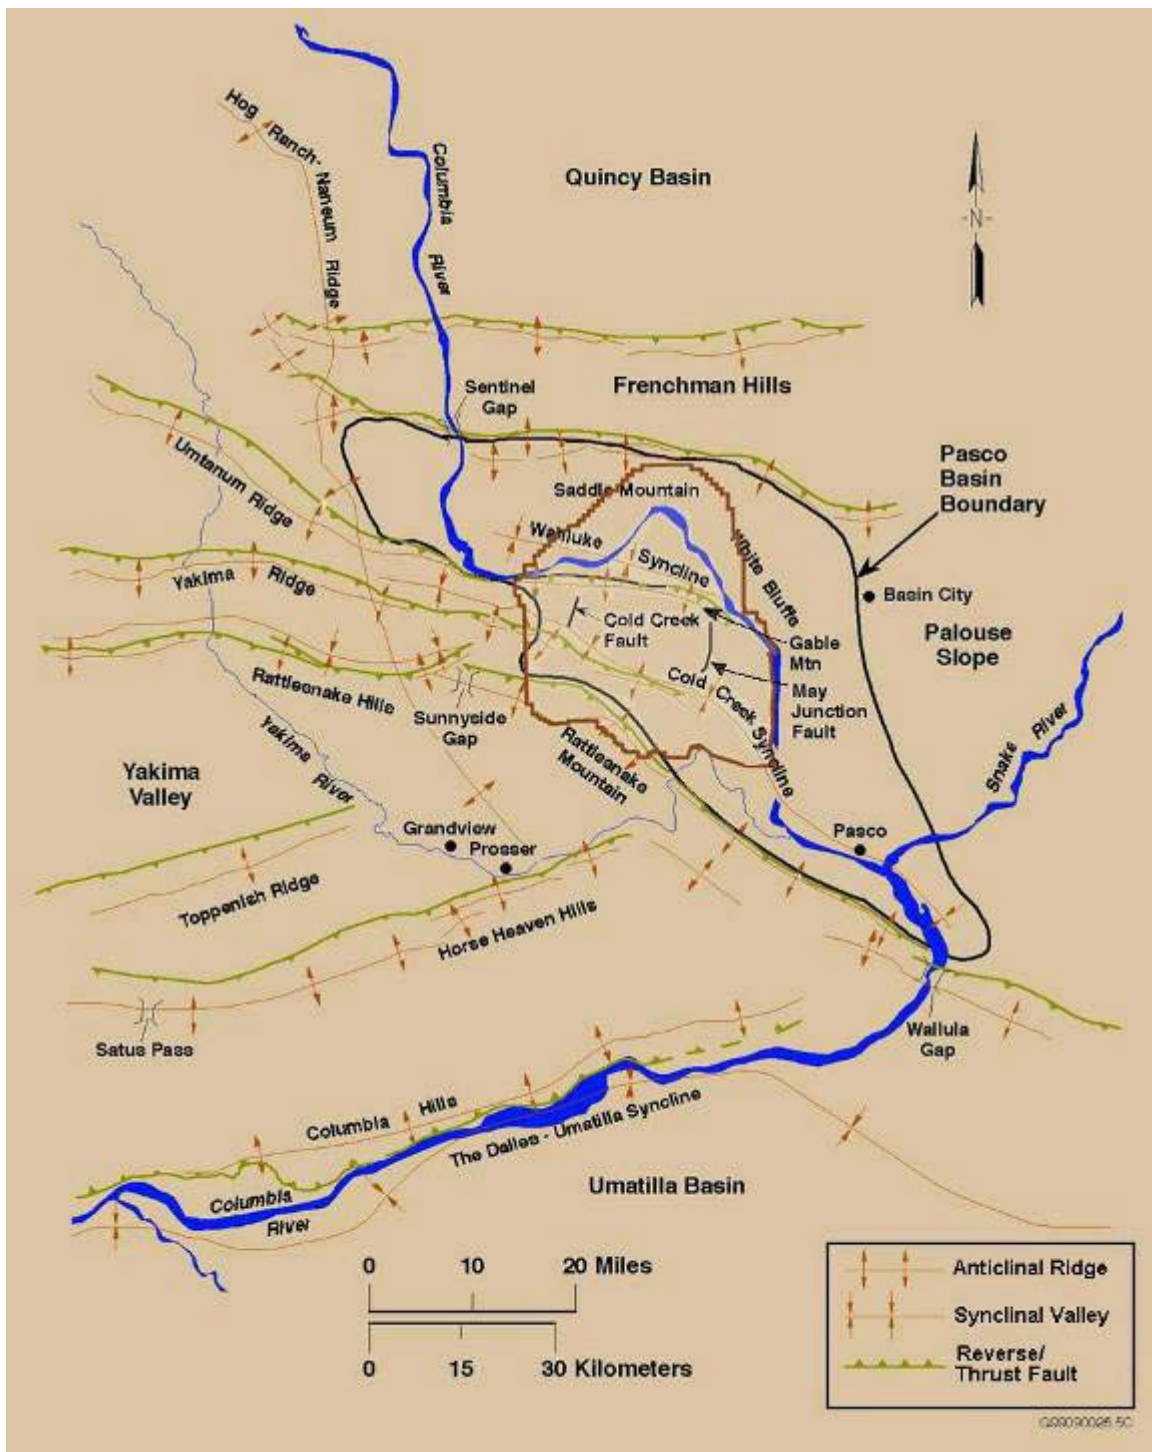 Hog Ranch-Naneum Ridge
Columbia River
Quincy Basin
-N-
Sentinel
Gap
Frenchman Hills
Pasco
Basin
Boundary
Umtanum Ridge
Saddle Mountain
Wahluke Syncline
White Bluffs
Yakima Ridge
Basin City
Cold Creek
Fault
Palouse
Slope
Gable
Mtn
Cold Creek Syncline
May
Junction
Fault
Rattlesnake Hills
Sunnyside
Gap
Snake River
Rattlesnake
Mountain
Yakima River
Yakima
Valley
Grandview
Prosser
Pasco
Toppenish Ridge
Horse Heaven Hills
Satus Pass
Wallula
Gap
Columbia Hills
The Dalles - Umatilla Syncline
Columbia
River
Umatilla Basin
0 10 20 Miles
0 15 30 Kilometers
Anticlinal Ridge
Synclinal Valley
Reverse/
Thrust Fault